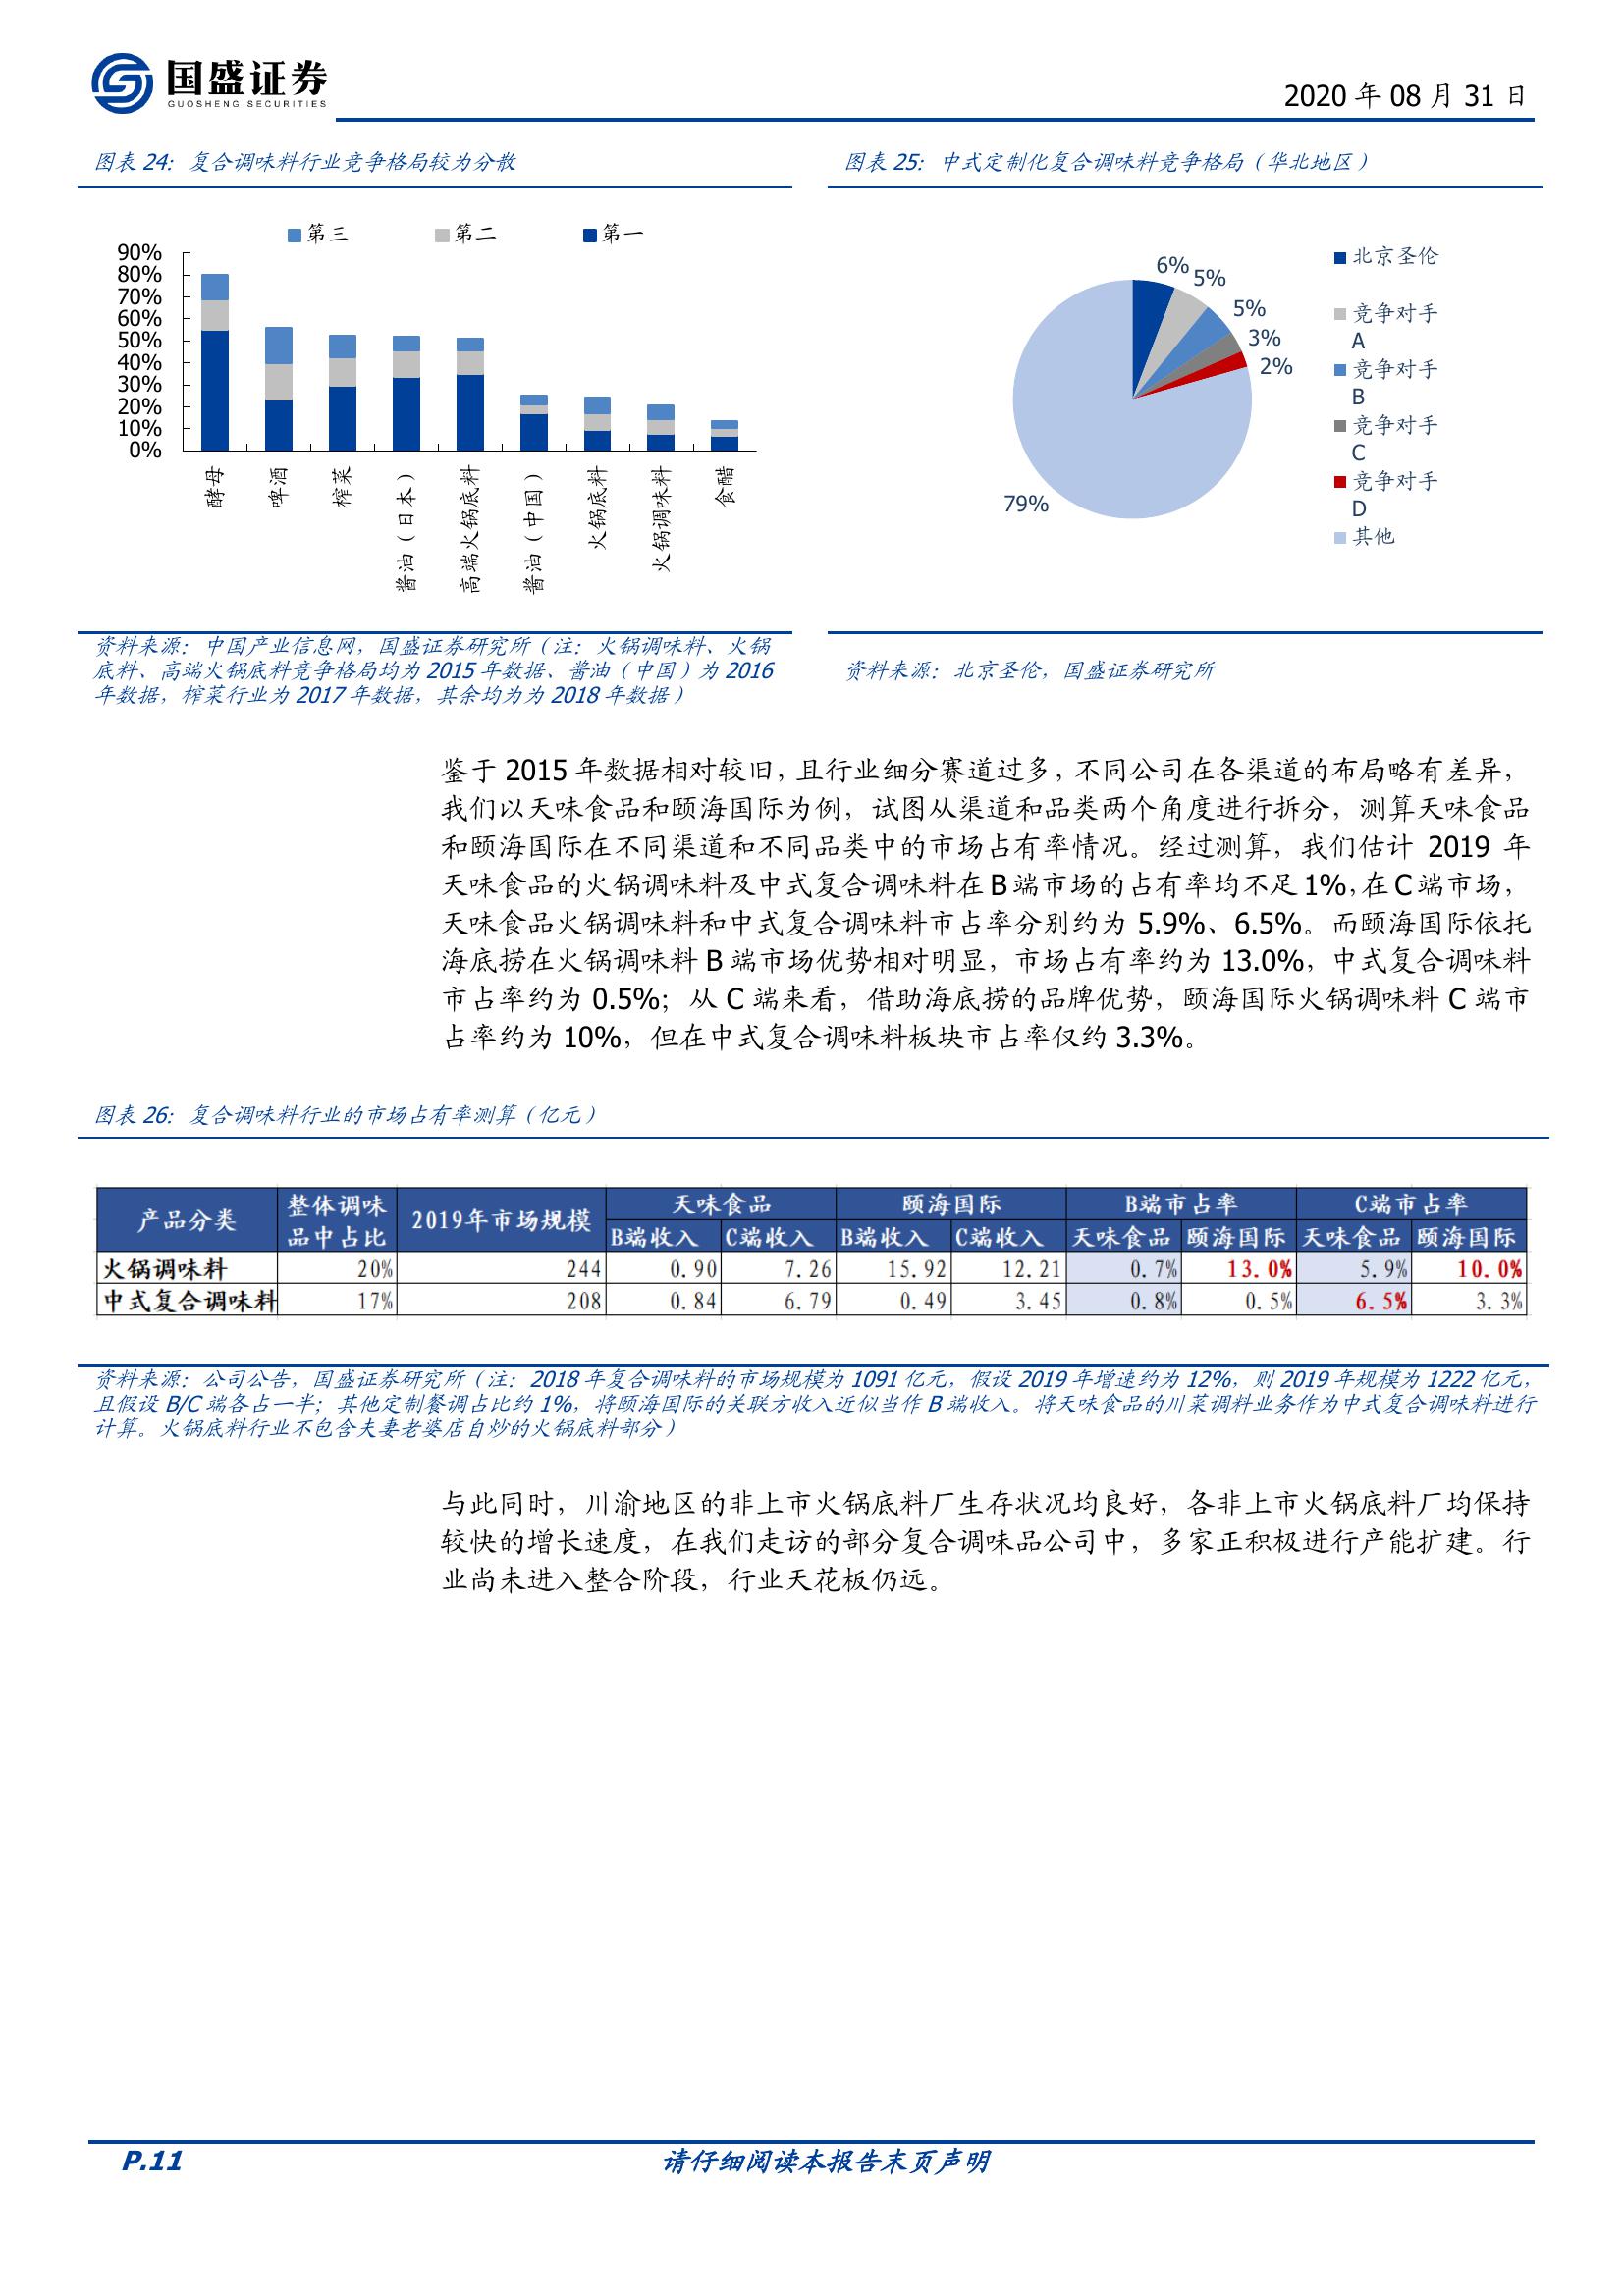 国盛证券
GUOSHENG SECURITIES
2020 年 08 月 31 日
图表 24：复合调味料行业竞争格局较为分散
第三 第二 第一
90%
80%
70%
60%
50%
40%
30%
20%
10%
0%
酵母
啤酒
榨菜
酱油（日本）
高端火锅底料
酱油（中国）
火锅底料
火锅调味料
食醋
资料来源：中国产业信息网，国盛证券研究所（注：火锅调味料、火锅
底料、高端火锅底料竞争格局均为 2015 年数据、酱油（中国）为 2016
年数据，榨菜行业为 2017 年数据，其余均为为 2018 年数据）
图表 25：中式定制化复合调味料竞争格局（华北地区）
6%
5%
5%
3%
2%
79%
北京圣伦
竞争对手
A
竞争对手
B
竞争对手
C
竞争对手
D
其他
资料来源：北京圣伦，国盛证券研究所
鉴于 2015 年数据相对较旧，且行业细分赛道过多，不同公司在各渠道的布局略有差异，
我们以天味食品和颐海国际为例，试图从渠道和品类两个角度进行拆分，测算天味食品
和颐海国际在不同渠道和不同品类中的市场占有率情况。经过测算，我们估计 2019 年
天味食品的火锅调味料及中式复合调味料在 B 端市场的占有率均不足 1%，在 C 端市场，
天味食品火锅调味料和中式复合调味料市占率分别约为 5.9%、6.5%。而颐海国际依托
海底捞在火锅调味料 B 端市场优势相对明显，市场占有率约为 13.0%，中式复合调味料
市占率约为 0.5%；从 C 端来看，借助海底捞的品牌优势，颐海国际火锅调味料 C 端市
占率约为 10%，但在中式复合调味料板块市占率仅约 3.3%。
图表 26：复合调味料行业的市场占有率测算（亿元）
产品分类 整体调味品中占比 2019年市场规模 天味食品 颐海国际 B端市占率 C端市占率
B端收入 C端收入 B端收入 C端收入 天味食品 颐海国际 天味食品 颐海国际
火锅调味料 20% 244 0.90 7.26 15.92 12.21 0.7% 13.0% 5.9% 10.0%
中式复合调味料 17% 208 0.84 6.79 0.49 3.45 0.8% 0.5% 6.5% 3.3%
资料来源：公司公告，国盛证券研究所（注：2018 年复合调味料的市场规模为 1091 亿元，假设 2019 年增速约为 12%，则 2019 年规模为 1222 亿元，
且假设 B/C 端各占一半；其他定制餐调占比约 1%，将颐海国际的关联方收入近似当作 B 端收入。将天味食品的川菜调料业务作为中式复合调味料进行
计算。火锅底料行业不包含夫妻老婆店自炒的火锅底料部分）
与此同时，川渝地区的非上市火锅底料厂生存状况均良好，各非上市火锅底料厂均保持
较快的增长速度，在我们走访的部分复合调味品公司中，多家正积极进行产能扩建。行
业尚未进入整合阶段，行业天花板仍远。
P.11
请仔细阅读本报告末页声明